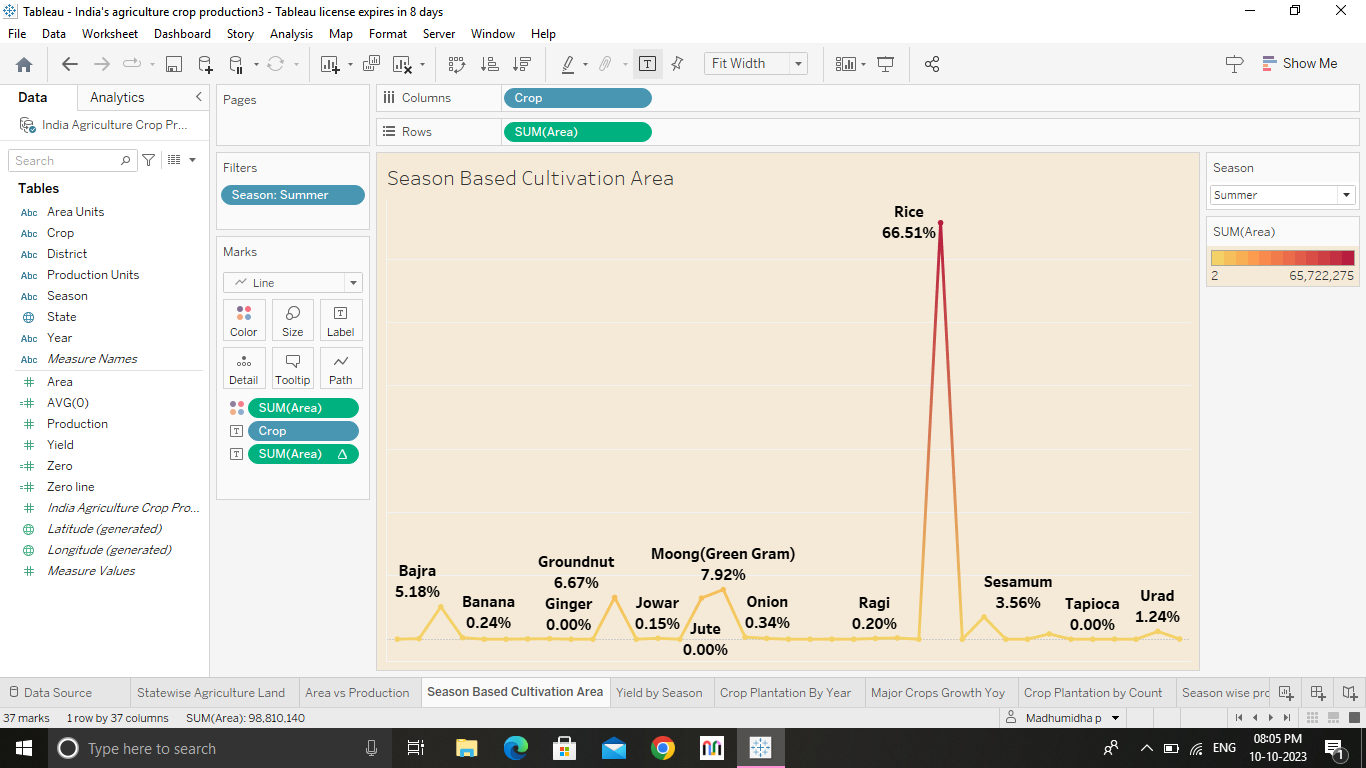 Tableau - India's agriculture crop production3 - Tableau license expires in 8 days
File Data Worksheet Dashboard Story Analysis Map Format Server Window Help
Fit Width
Show Me
Data Analytics
India Agriculture Crop Pr...
Search
Tables
Abc Area Units
Abc Crop
Abc District
Abc Production Units
Abc Season
State
Abc Year
Abc Measure Names
Area
AVG(0)
Production
Yield
Zero
Zero line
India Agriculture Crop Pro...
Latitude (generated)
Longitude (generated)
Measure Values
Pages
Filters
Season: Summer
Marks
Line
Color Size Label
Detail Tooltip Path
SUM(Area)
Crop
SUM(Area)
Columns Crop
Rows SUM(Area)
Season Based Cultivation Area
Rice
66.51%
Bajra
5.18%
Banana
0.24%
Groundnut
6.67%
Ginger
0.00%
Jowar
0.15%
Moong(Green Gram)
7.92%
Jute
0.00%
Onion
0.34%
Ragi
0.20%
Sesamum
3.56%
Tapioca
0.00%
Urad
1.24%
Season
Summer
SUM(Area)
2 65,722,275
Data Source Statewise Agriculture Land Area vs Production Season Based Cultivation Area Yield by Season Crop Plantation By Year Major Crops Growth Yoy Crop Plantation by Count Season wise pro
37 marks 1 row by 37 columns SUM(Area): 98,810,140
Madhumidha p
Type here to search
ENG
08:05 PM
10-10-2023
1